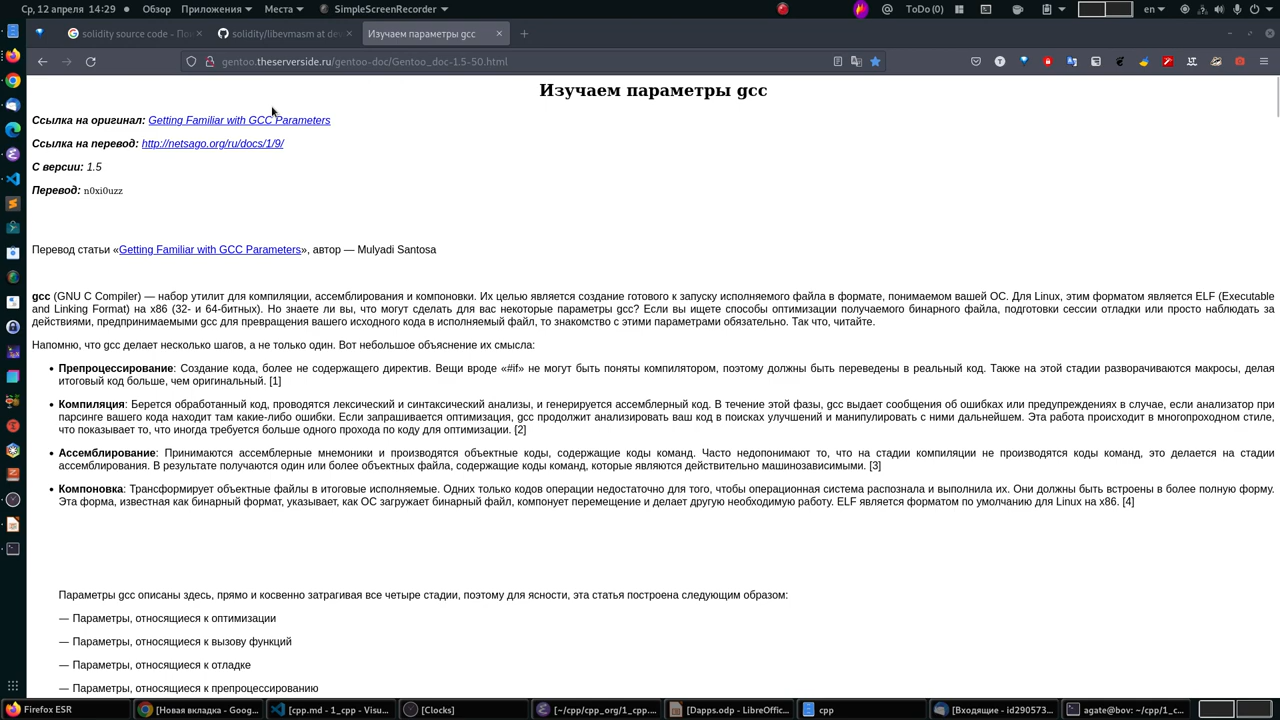 Ср, 12 апреля 14:29
Обзор
Приложения
Места
SimpleScreenRecorder
ToDo (0)
en
solidity source code - По
solidity/libevmasm at de
Изучаем параметры gcc
gentoo.theserverside.ru/gentoo-doc/Gentoo_doc-1.5-50.html
Изучаем параметры gcc
Ссылка на оригинал: Getting Familiar with GCC Parameters
Ссылка на перевод: http://netsago.org/ru/docs/1/9/
С версии: 1.5
Перевод: n0xi0uzz
Перевод статьи «Getting Familiar with GCC Parameters», автор — Mulyadi Santosa
gcc (GNU C Compiler) — набор утилит для компиляции, ассемблирования и компоновки. Их целью является создание готового к запуску исполняемого файла в формате, понимаемом вашей ОС. Для Linux, этим форматом является ELF (Executable
and Linking Format) на x86 (32- и 64-битных). Но знаете ли вы, что могут сделать для вас некоторые параметры gcc? Если вы ищете способы оптимизации получаемого бинарного файла, подготовки сессии отладки или просто наблюдать за
действиями, предпринимаемыми gcc для превращения вашего исходного кода в исполняемый файл, то знакомство с этими параметрами обязательно. Так что, читайте.
Напомню, что gcc делает несколько шагов, а не только один. Вот небольшое объяснение их смысла:
• Препроцессирование: Создание кода, более не содержащего директив. Вещи вроде «#if» не могут быть поняты компилятором, поэтому должны быть переведены в реальный код. Также на этой стадии разворачиваются макросы, делая
итоговый код больше, чем оригинальный. [1]
• Компиляция: Берется обработанный код, проводятся лексический и синтаксический анализы, и генерируется ассемблерный код. В течение этой фазы, gcc выдает сообщения об ошибках или предупреждениях в случае, если анализатор при
парсинге вашего кода находит там какие-либо ошибки. Если запрашивается оптимизация, gcc продолжит анализировать ваш код в поисках улучшений и манипулировать с ними дальнейшем. Эта работа происходит в многопроходном стиле,
что показывает то, что иногда требуется больше одного прохода по коду для оптимизации. [2]
• Ассемблирование: Принимаются ассемблерные мнемоники и производятся объектные коды, содержащие коды команд. Часто недопонимают то, что на стадии компиляции не производятся коды команд, это делается на стадии
ассемблирования. В результате получаются один или более объектных файла, содержащие коды команд, которые являются действительно машинозависимыми. [3]
• Компоновка: Трансформирует объектные файлы в итоговые исполняемые. Одних только кодов операции недостаточно для того, чтобы операционная система распознала и выполнила их. Они должны быть встроены в более полную форму.
Эта форма, известная как бинарный формат, указывает, как ОС загружает бинарный файл, компонует перемещение и делает другую необходимую работу. ELF является форматом по умолчанию для Linux на x86. [4]
Параметры gcc описаны здесь, прямо и косвенно затрагивая все четыре стадии, поэтому для ясности, эта статья построена следующим образом:
— Параметры, относящиеся к оптимизации
— Параметры, относящиеся к вызову функций
— Параметры, относящиеся к отладке
— Параметры, относящиеся к препроцессированию
Firefox ESR
[Новая вкладка - Goog...
[cpp.md - 1_cpp - Visu...
[Clocks]
[~/cpp/cpp_org/1_cpp....
[Dapps.odp - LibreOffic...
cpp
[Входящие - id290573...
agate@bov: ~/cpp/1_c...